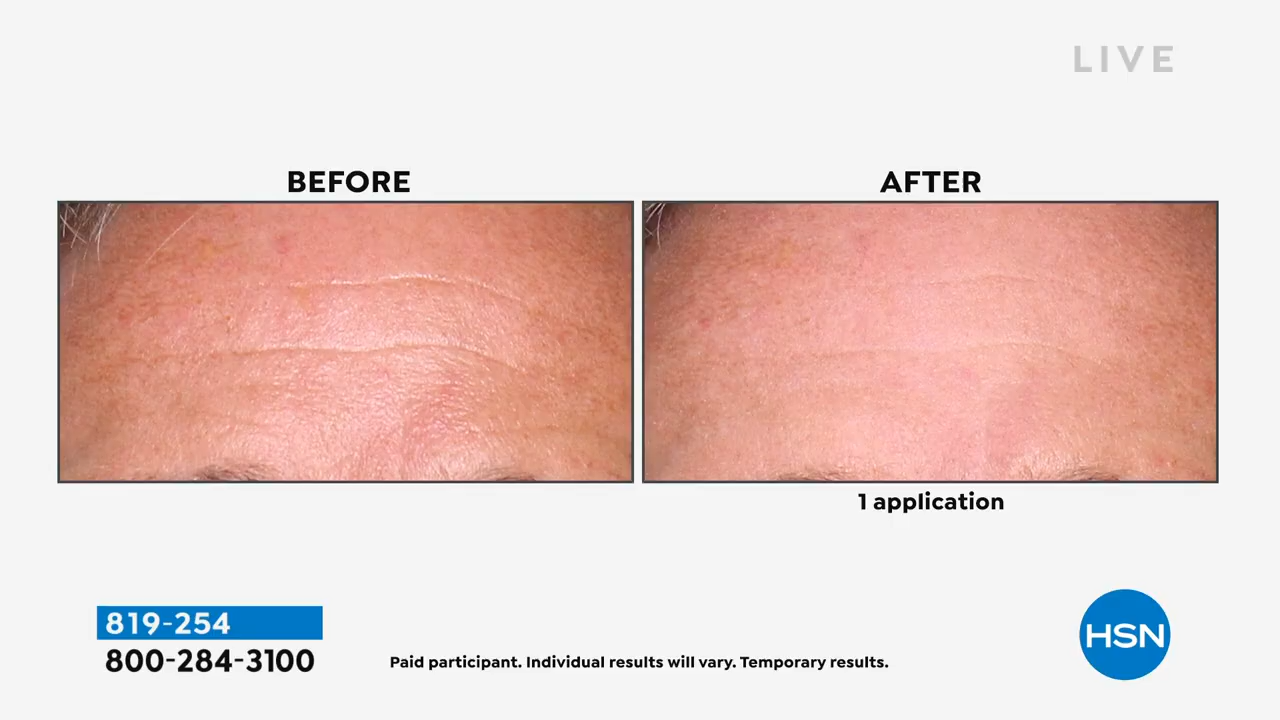 LIVE
BEFORE
AFTER
1 application
819-254
800-284-3100
Paid participant. Individual results will vary. Temporary results.
HSN